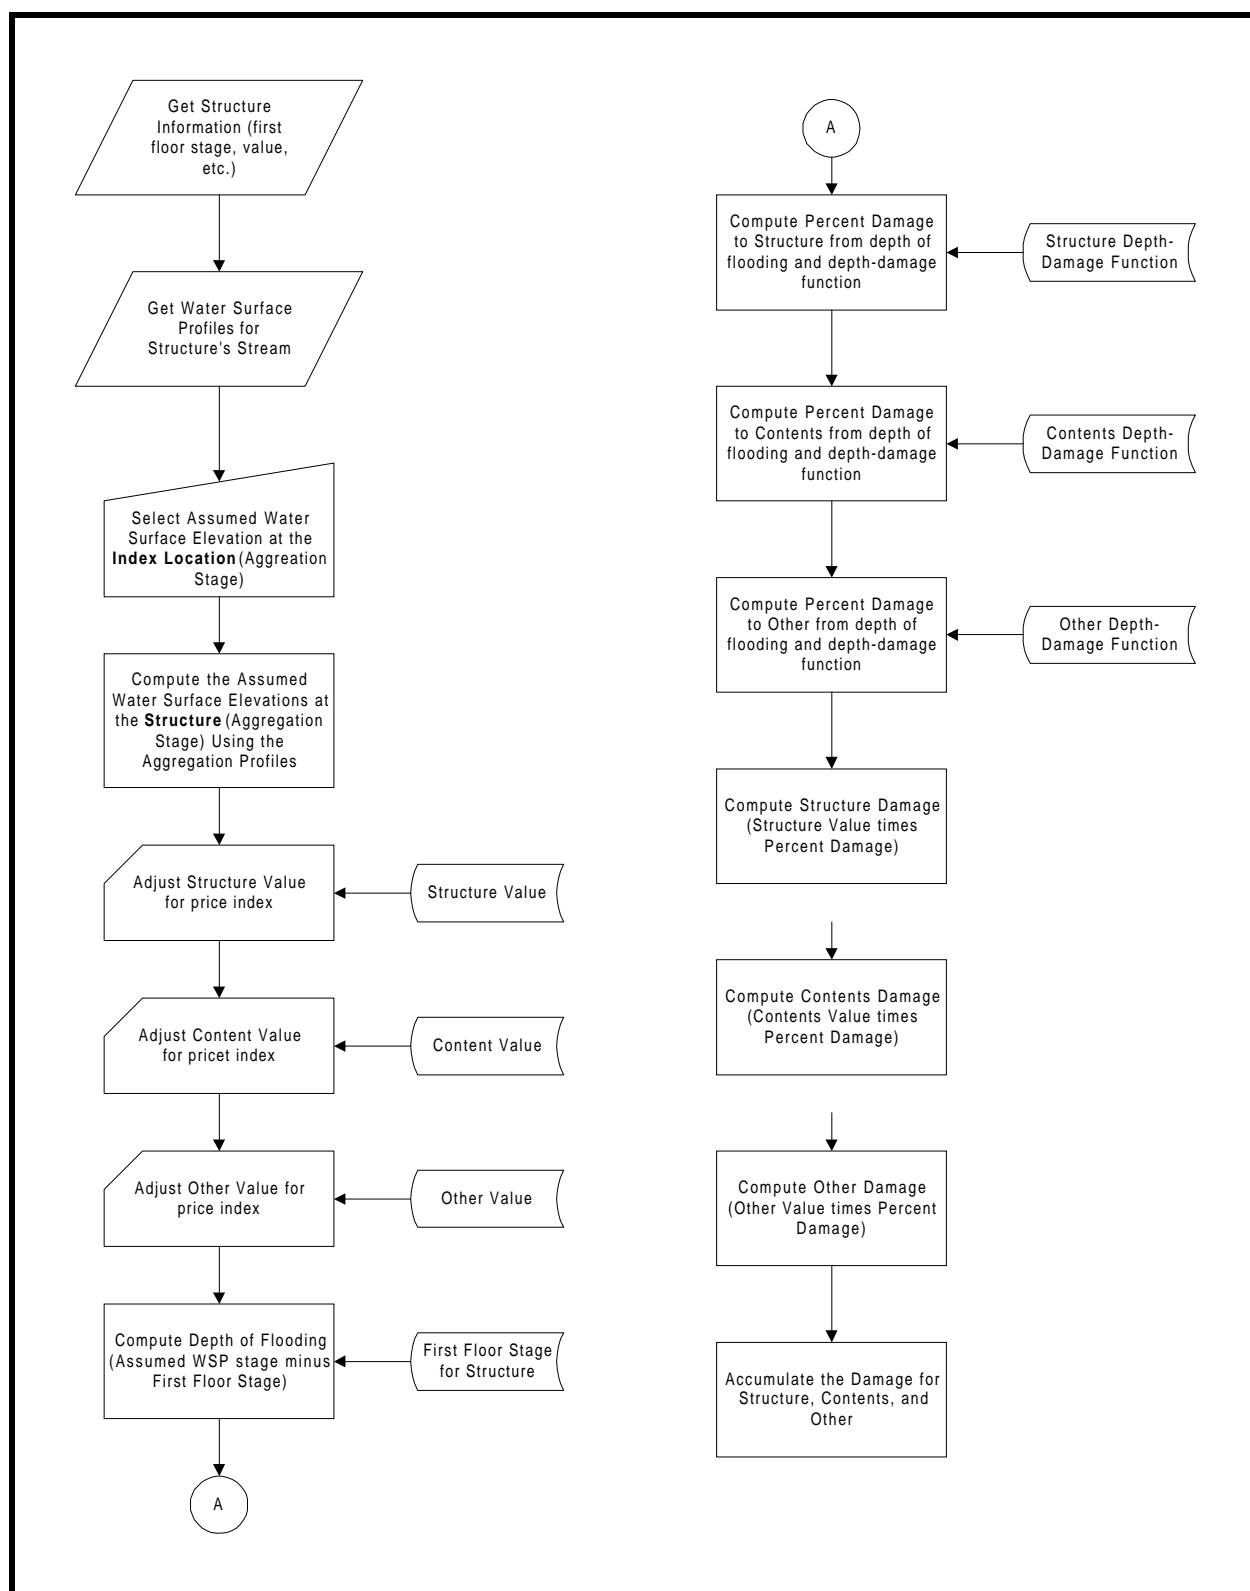 Get Structure
Information (first
floor stage, value,
etc.)
Get Water Surface
Profiles for
Structure's Stream
Select Assumed Water
Surface Elevation at the
Index Location (Aggreation
Stage)
Compute the Assumed
Water Surface Elevations at
the Structure (Aggregation
Stage) Using the
Aggregation Profiles
Adjust Structure Value
for price index
Structure Value
Adjust Content Value
for pricet index
Content Value
Adjust Other Value for
price index
Other Value
Compute Depth of Flooding
(Assumed WSP stage minus
First Floor Stage)
First Floor Stage
for Structure
A
A
Compute Percent Damage
to Structure from depth of
flooding and depth-damage
function
Structure Depth-
Damage Function
Compute Percent Damage
to Contents from depth of
flooding and depth-damage
function
Contents Depth-
Damage Function
Compute Percent Damage
to Other from depth of
flooding and depth-damage
function
Other Depth-
Damage Function
Compute Structure Damage
(Structure Value times
Percent Damage)
Compute Contents Damage
(Contents Value times
Percent Damage)
Compute Other Damage
(Other Value times Percent
Damage)
Accumulate the Damage for
Structure, Contents, and
Other